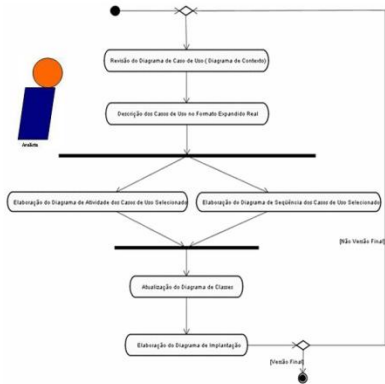 Revisão do Diagrama de Caso de Uso ( Diagrama de Contexto)
Descrição dos Casos de Uso no Formato Expandido Real
Analista
Elaboração do Diagrama de Atividade dos Casos de Uso Selecionado
Elaboração do Diagrama de Seqüência dos Casos de Uso Selecionado
[Não Versão Final]
Atualização do Diagrama de Classes
Elaboração do Diagrama de Implantação
[Versão Final]